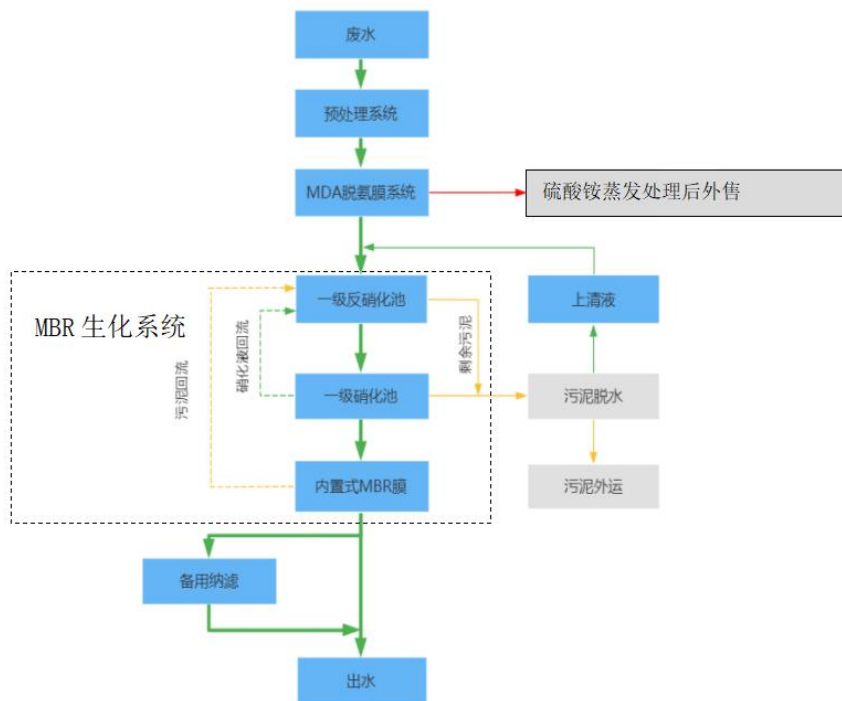 废水
预处理系统
MDA脱氨膜系统
硫酸铵蒸发处理后外售
MBR 生化系统
一级反硝化池
上清液
污泥回流
硝化液回流
剩余污泥
一级硝化池
污泥脱水
内置式MBR膜
污泥外运
备用纳滤
出水